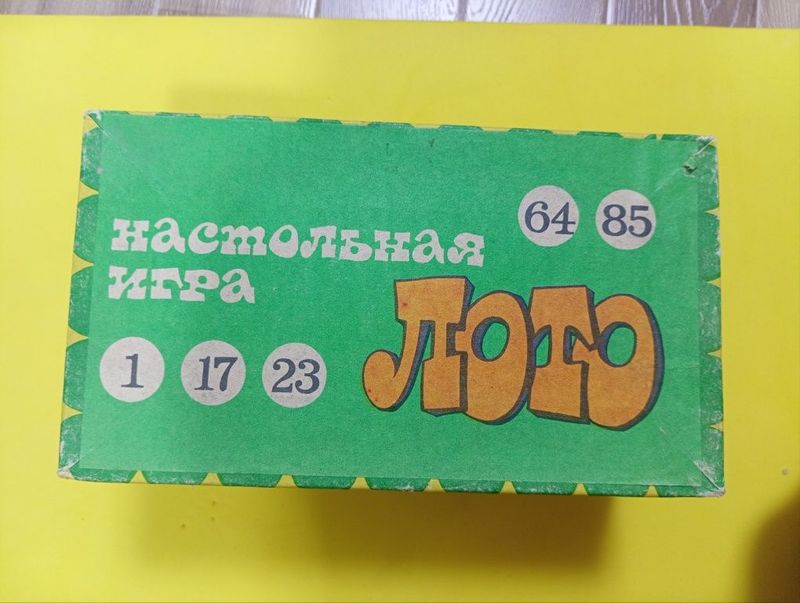 64 85
настольная
игра
ЛОТО
1 17 23